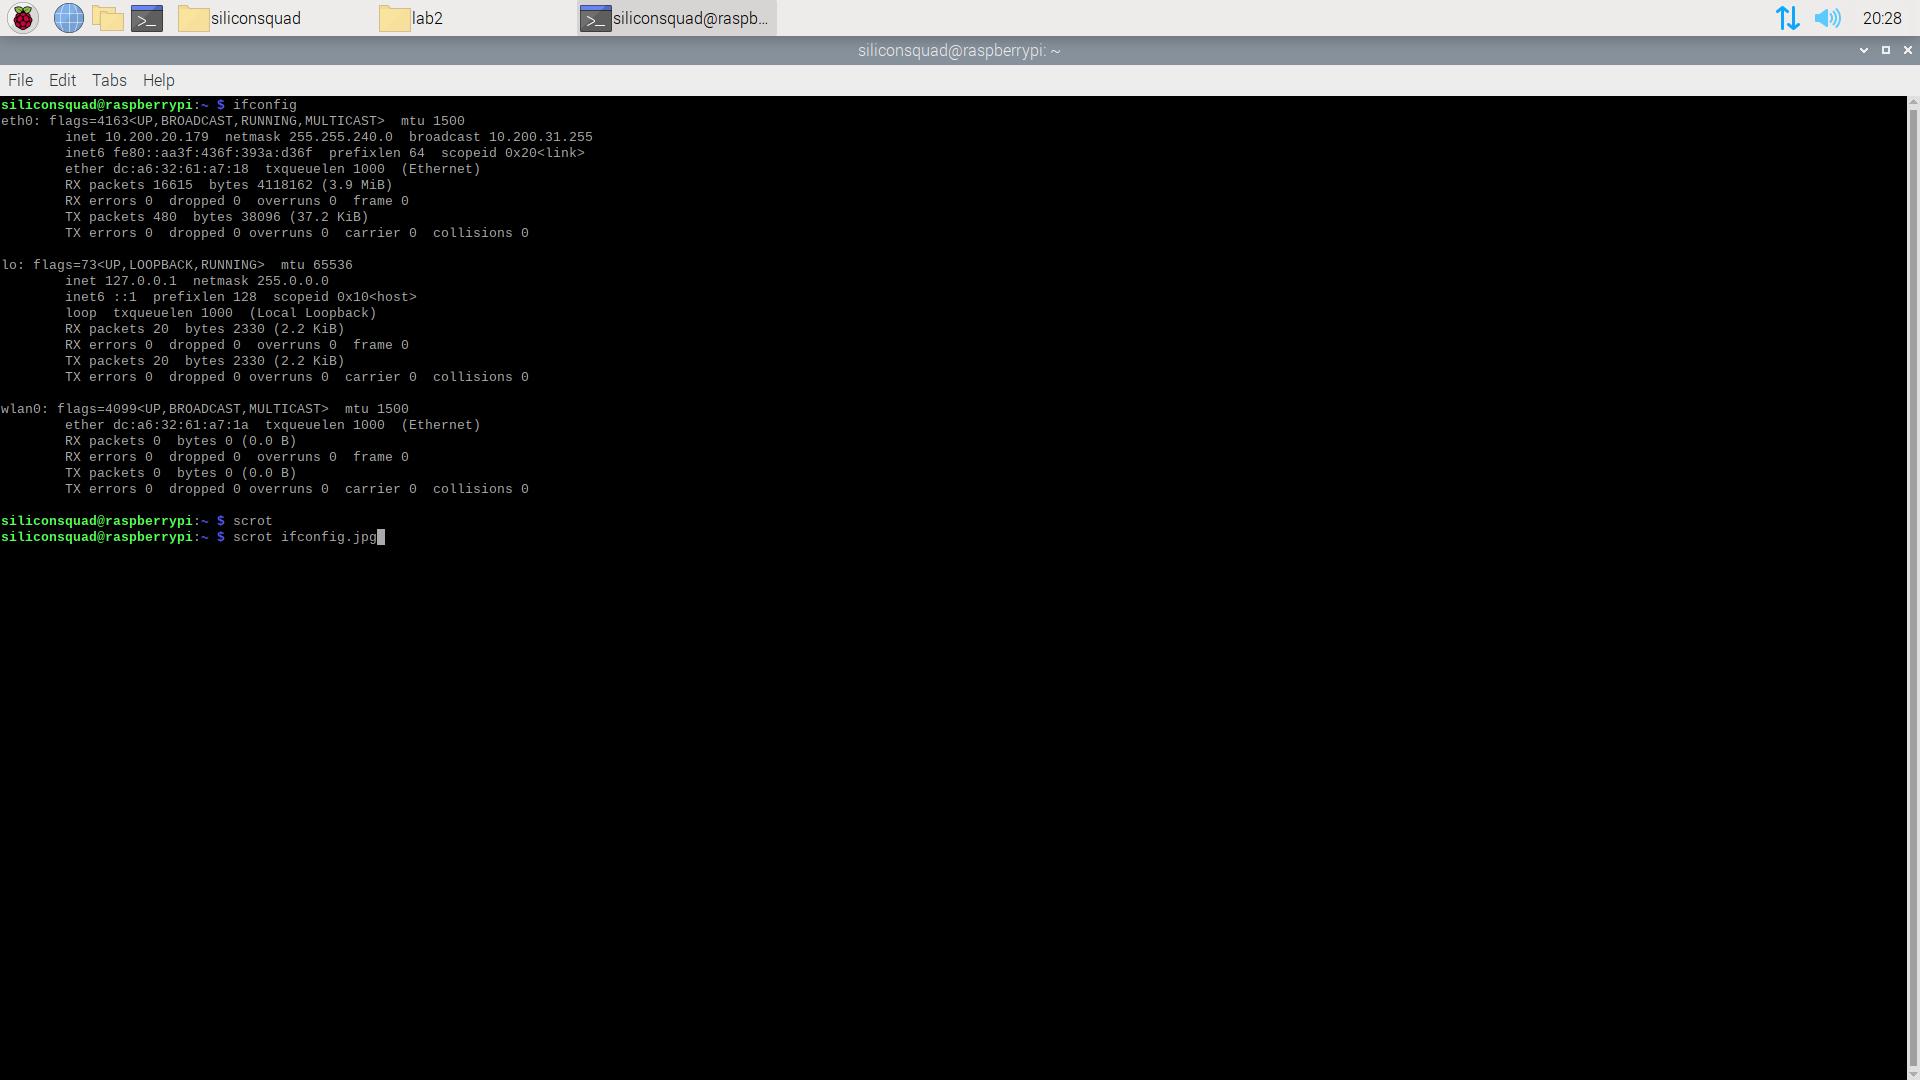 siliconsquad lab2 siliconsquad@raspb... 20:28
siliconsquad@raspberrypi: ~
File Edit Tabs Help
siliconsquad@raspberrypi:~ $ ifconfig
eth0: flags=4163<UP,BROADCAST,RUNNING,MULTICAST>  mtu 1500
        inet 10.200.20.179  netmask 255.255.240.0  broadcast 10.200.31.255
        inet6 fe80::aa3f:436f:393a:d36f  prefixlen 64  scopeid 0x20<link>
        ether dc:a6:32:61:a7:18  txqueuelen 1000  (Ethernet)
        RX packets 16615  bytes 4118162 (3.9 MiB)
        RX errors 0  dropped 0  overruns 0  frame 0
        TX packets 480  bytes 38096 (37.2 KiB)
        TX errors 0  dropped 0 overruns 0  carrier 0  collisions 0
lo: flags=73<UP,LOOPBACK,RUNNING>  mtu 65536
        inet 127.0.0.1  netmask 255.0.0.0
        inet6 ::1  prefixlen 128  scopeid 0x10<host>
        loop  txqueuelen 1000  (Local Loopback)
        RX packets 20  bytes 2330 (2.2 KiB)
        RX errors 0  dropped 0  overruns 0  frame 0
        TX packets 20  bytes 2330 (2.2 KiB)
        TX errors 0  dropped 0 overruns 0  carrier 0  collisions 0
wlan0: flags=4099<UP,BROADCAST,MULTICAST>  mtu 1500
        ether dc:a6:32:61:a7:1a  txqueuelen 1000  (Ethernet)
        RX packets 0  bytes 0 (0.0 B)
        RX errors 0  dropped 0  overruns 0  frame 0
        TX packets 0  bytes 0 (0.0 B)
        TX errors 0  dropped 0 overruns 0  carrier 0  collisions 0
siliconsquad@raspberrypi:~ $ scrot
siliconsquad@raspberrypi:~ $ scrot ifconfig.jpg